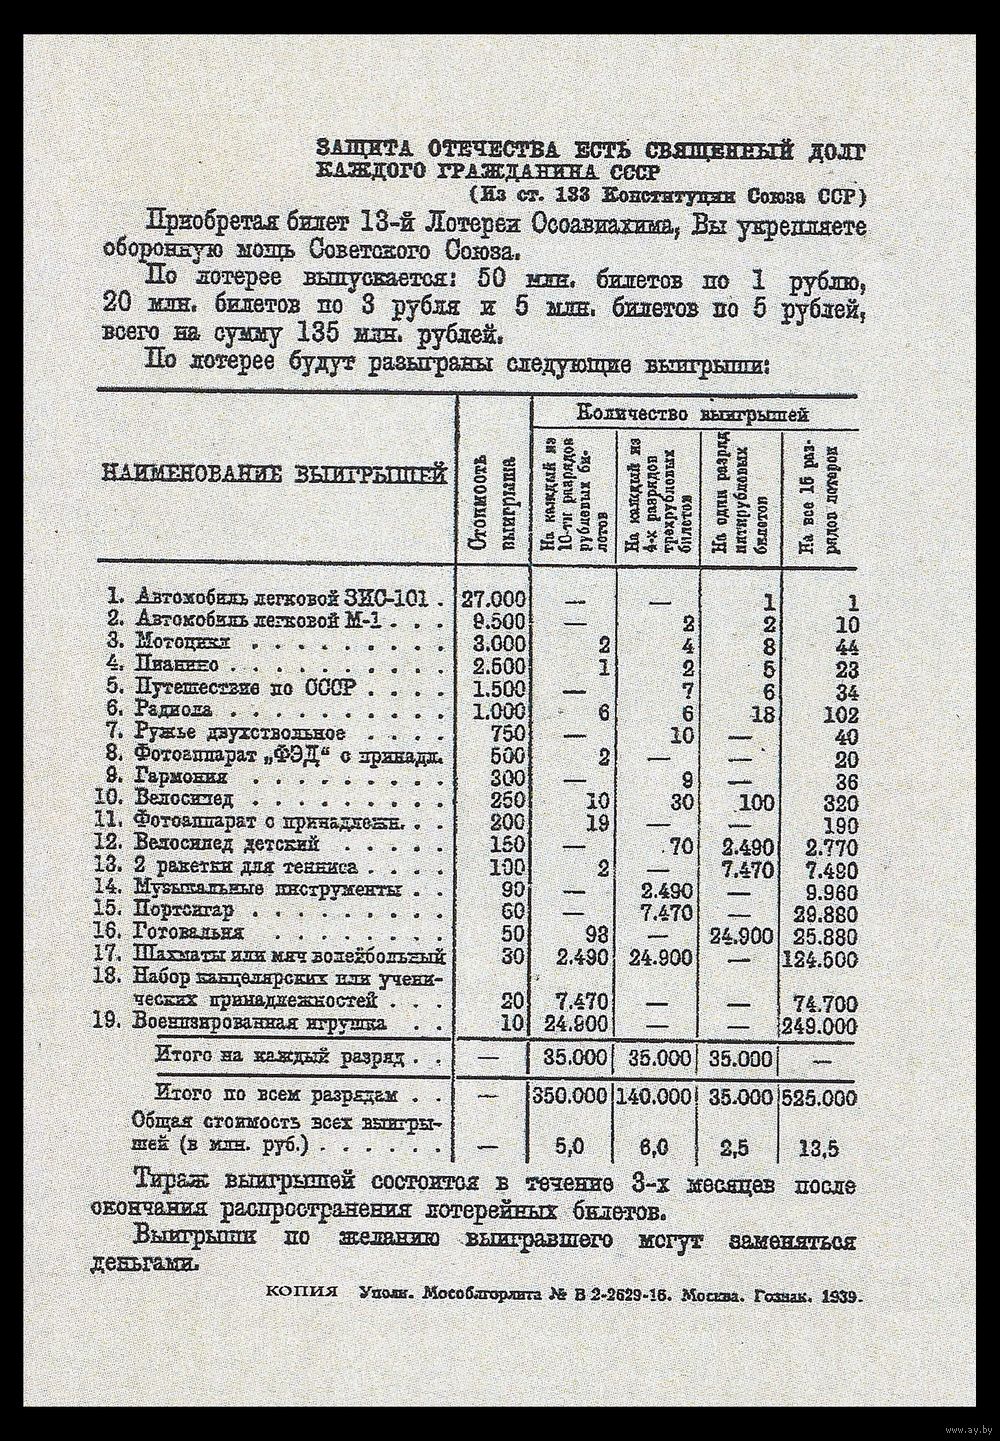 ЗАЩИТА ОТЕЧЕСТВА ЕСТЬ СВЯЩЕННЫЙ ДОЛГ
КАЖДОГО ГРАЖДАНИНА СССР
(Из ст. 133 Конституции Союза ССР)
Приобретая билет 13-й Лотереи Осоавиахима, Вы укрепляете
оборонную мощь Советского Союза.
По лотерее выпускается: 50 млн. билетов по 1 рублю,
20 млн. билетов по 3 рубля и 5 млн. билетов по 5 рублей,
всего на сумму 135 млн. рублей.
По лотерее будут разыграны следующие выигрыши:
НАИМЕНОВАНИЕ ВЫИГРЫШЕЙ
Стоимость
выигрыша
Количество выигрышей
На каждый из
10-ти разрядов
рублевых би-
летов
На каждый из
4-х разрядов
трехрублевых
билетов
На один разряд
пятирублевых
билетов
На все 15 раз-
рядов лотереи
1. Автомобиль легковой ЗИС-101 . 27.000 — — 1 1
2. Автомобиль легковой М-1 . . . 9.500 — 2 2 10
3. Мотоцикл . . . . . . . . . 3.000 2 4 8 44
4. Пианино . . . . . . . . . . 2.500 1 2 5 23
5. Путешествие по СССР . . . . 1.500 — 7 6 34
6. Радиола . . . . . . . . . . 1.000 6 6 18 102
7. Ружье двухствольное . . . . 750 — 10 — 40
8. Фотоаппарат „ФЭД“ с принадл. 500 2 — — 20
9. Гармония . . . . . . . . . 300 — 9 — 36
10. Велосипед . . . . . . . . . 250 10 30 100 320
11. Фотоаппарат с принадлежн. . . 200 19 — — 190
12. Велосипед детский . . . . . 150 — 70 2.490 2.770
13. 2 ракетки для тенниса . . . . 100 2 — 7.470 7.490
14. Музыкальные инструменты . . 90 — 2.490 — 9.960
15. Портсигар . . . . . . . . . 60 — 7.470 — 29.880
16. Готовальня . . . . . . . . 50 98 — 24.900 25.880
17. Шахматы или мяч волейбольный 30 2.490 24.900 — 124.500
18. Набор канцелярских или учени-
ческих принадлежностей . . . 20 7.470 — — 74.700
19. Военизированная игрушка . . 10 24.900 — — 249.000
Итого на каждый разряд . . — 35.000 35.000 35.000 —
Итого по всем разрядам . . — 350.000 140.000 35.000 525.000
Общая стоимость всех выигры-
шей (в млн. руб.) . . . . . . — 5,0 6,0 2,5 13,5
Тираж выигрышей состоится в течение 3-х месяцев после
окончания распространения лотерейных билетов.
Выигрыши по желанию выигравшего могут заменяться
деньгами.
КОПИЯ Уполн. Мособлгорлита № В 2-2629-16. Москва. Гознак. 1939.
www.ay.by